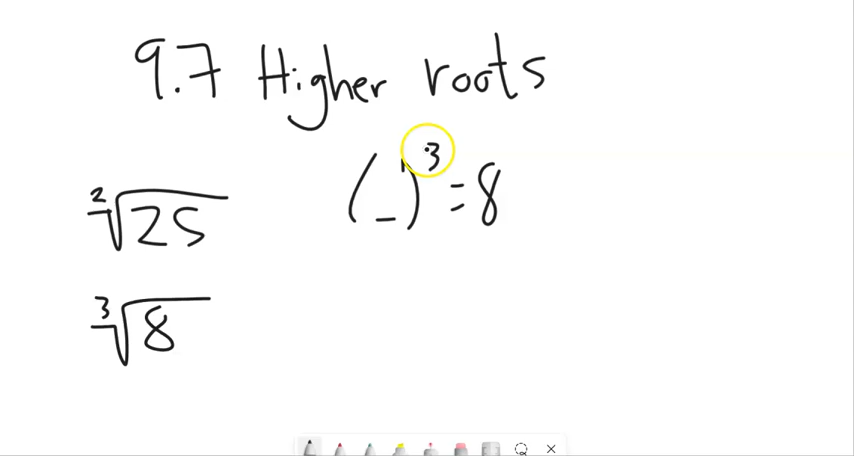 9.7 Higher roots
(_)³ = 8
²√25
³√8